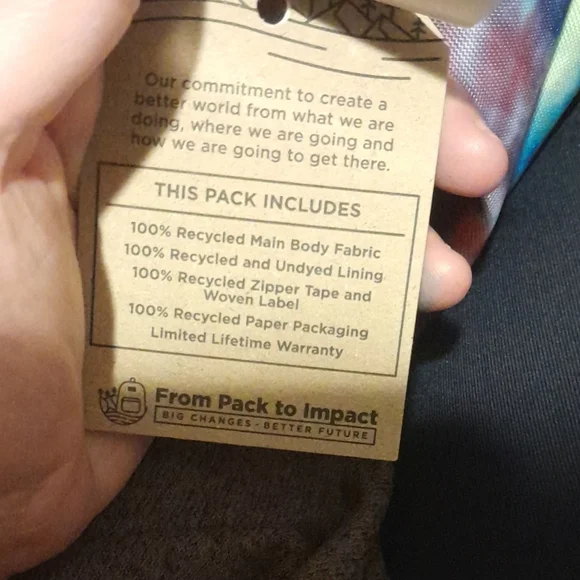 Our commitment to create a
better world from what we are
doing, where we are going and
how we are going to get there.
THIS PACK INCLUDES
100% Recycled Main Body Fabric
100% Recycled and Undyed Lining
100% Recycled Zipper Tape and
Woven Label
100% Recycled Paper Packaging
Limited Lifetime Warranty
From Pack to Impact
BIG CHANGES - BETTER FUTURE